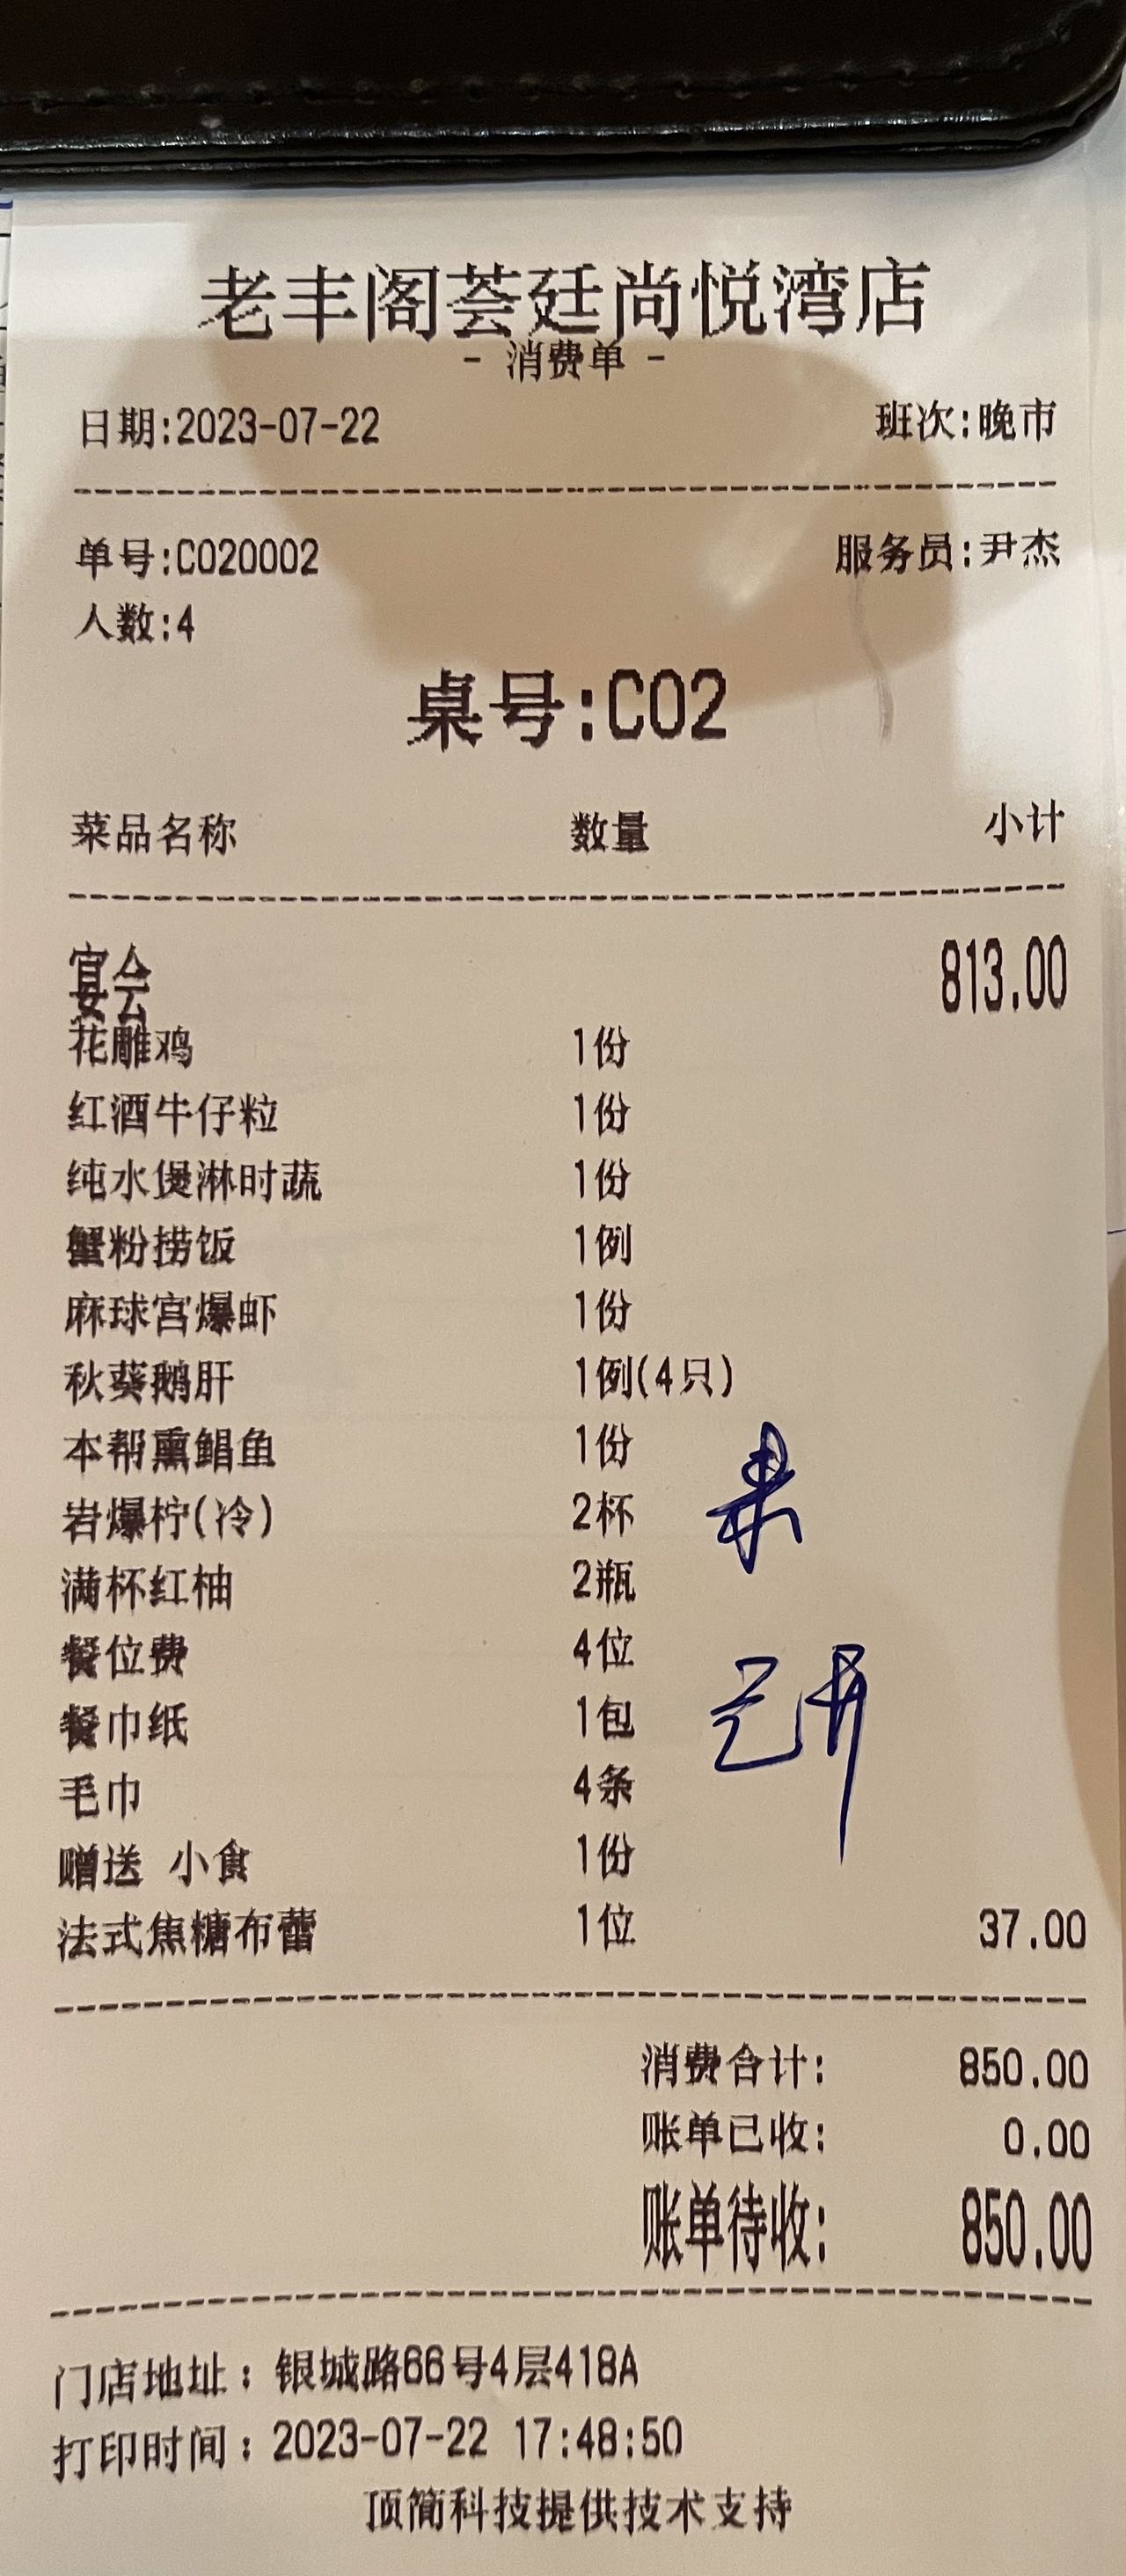 老丰阁荟廷尚悦湾店
- 消费单 -
日期:2023-07-22 班次:晚市
单号:C020002 服务员:尹杰
人数:4
桌号:C02
菜品名称 数量 小计
宴会 813.00
花雕鸡 1份
红酒牛仔粒 1份
纯水煲淋时蔬 1份
蟹粉捞饭 1例
麻球宫爆虾 1份
秋葵鹅肝 1例(4只)
本帮熏鲳鱼 1份
岩爆柠(冷) 2杯
满杯红柚 2瓶
餐位费 4位
餐巾纸 1包
毛巾 4条
赠送 小食 1份
法式焦糖布蕾 1位 37.00
消费合计: 850.00
账单已收: 0.00
账单待收: 850.00
门店地址：银城路66号4层418A
打印时间：2023-07-22 17:48:50
顶简科技提供技术支持